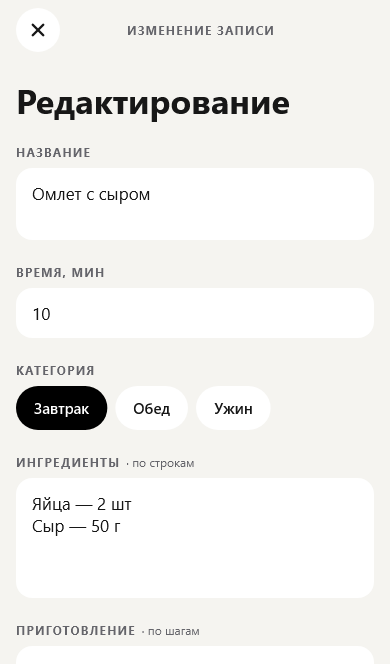 ИЗМЕНЕНИЕ ЗАПИСИ
Редактирование
НАЗВАНИЕ
Омлет с сыром
ВРЕМЯ, МИН
10
КАТЕГОРИЯ
Завтрак Обед Ужин
ИНГРЕДИЕНТЫ · по строкам
Яйца — 2 шт
Сыр — 50 г
ПРИГОТОВЛЕНИЕ · по шагам